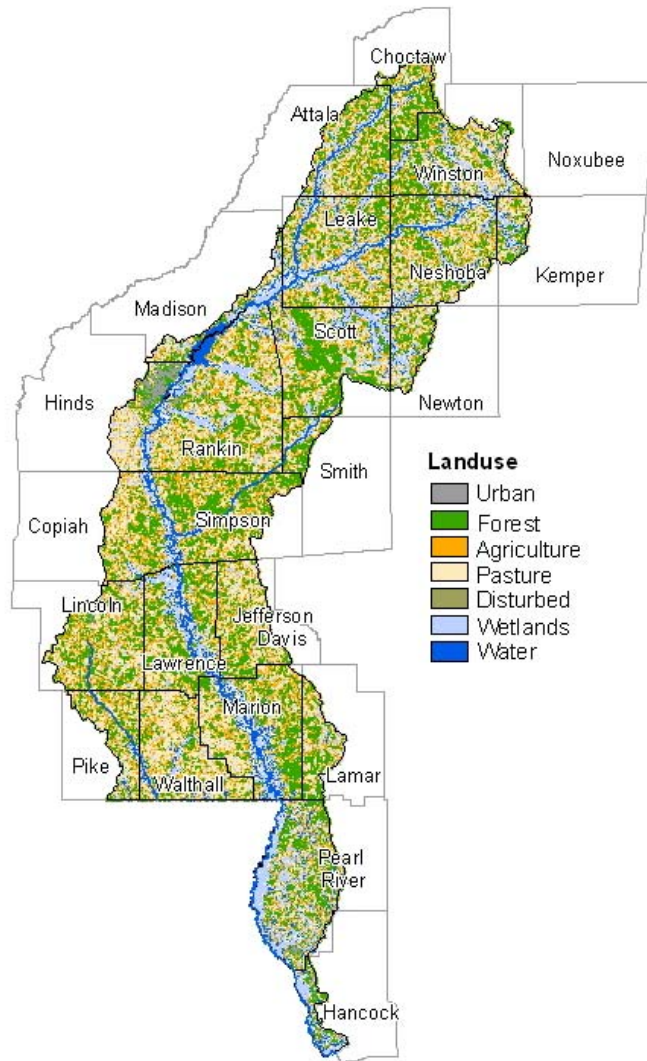 Choctaw
Attala
Noxubee
Winston
Leake
Neshoba
Kemper
Madison
Scott
Hinds
Newton
Rankin
Smith
Landuse
Urban
Forest
Agriculture
Pasture
Disturbed
Wetlands
Water
Copiah
Simpson
Lincoln
Jefferson
Davis
Lawrence
Marion
Pike
Walthall
Lamar
Pearl
River
Hancock